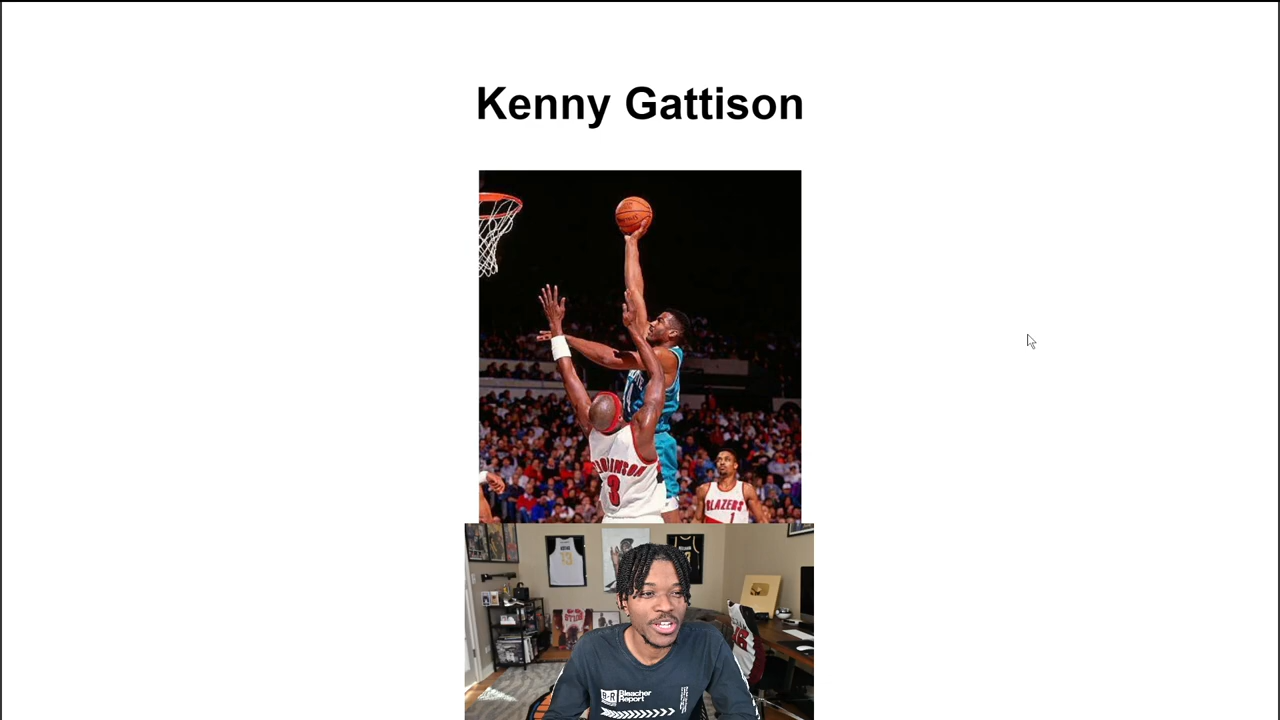 Kenny Gattison
ROBINSON
3
BLAZERS
1
B R
Bleacher
Report